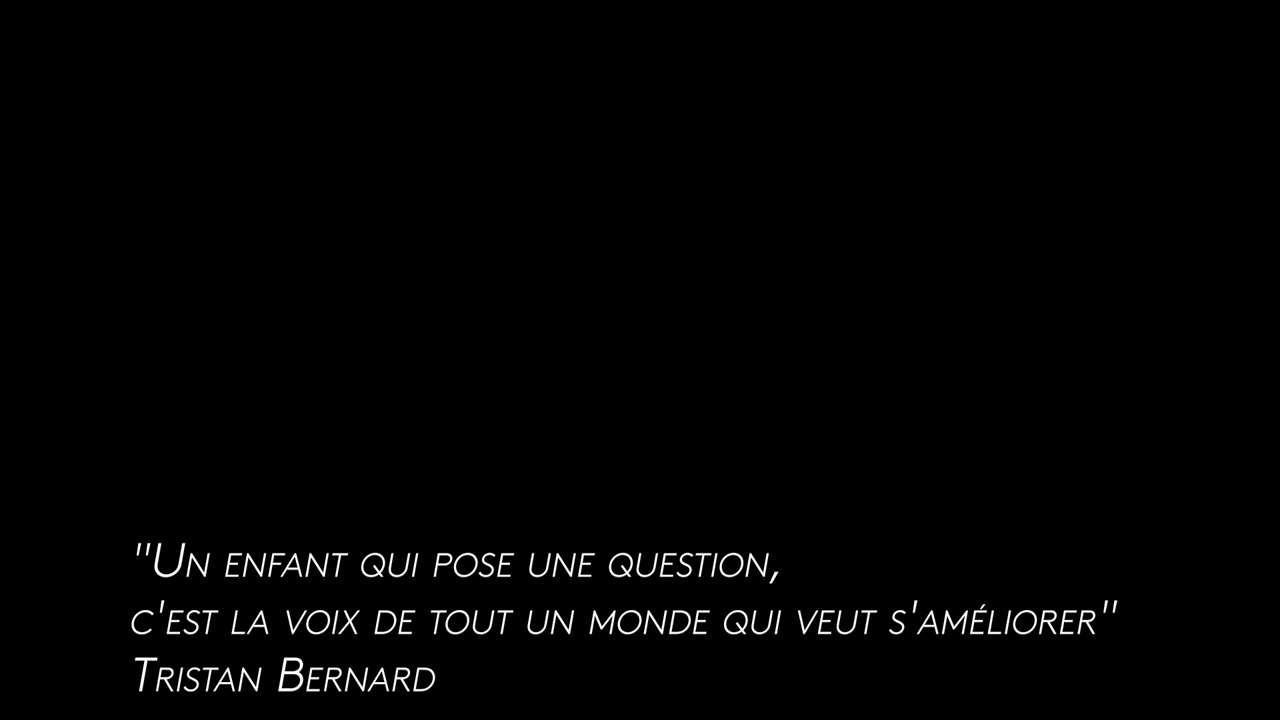 "Un enfant qui pose une question,
c'est la voix de tout un monde qui veut s'améliorer"
Tristan Bernard